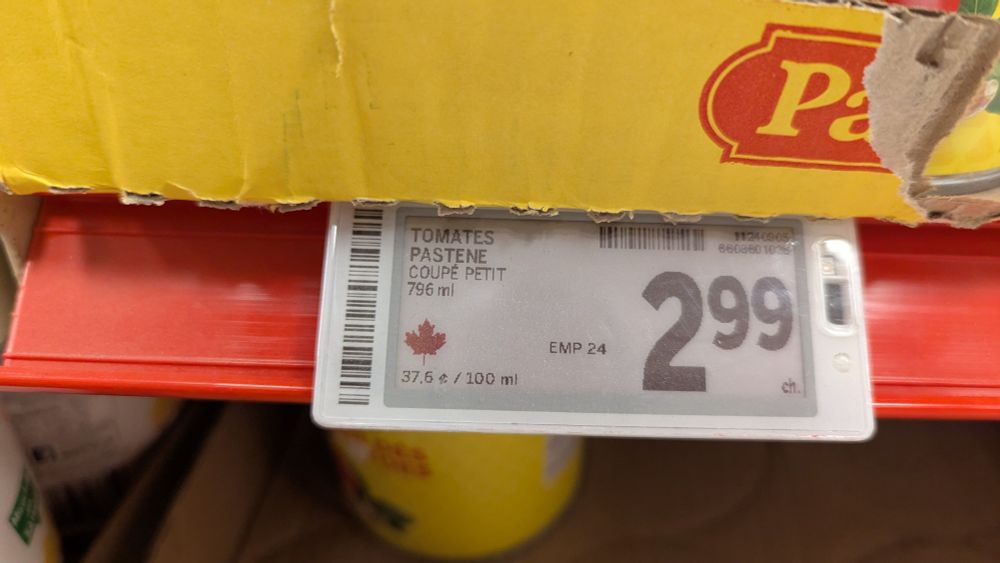 Pa
TOMATES
PASTENE
COUPÉ PETIT
796 ml
EMP 24
2 99
37,6 ¢ / 100 ml
ch.